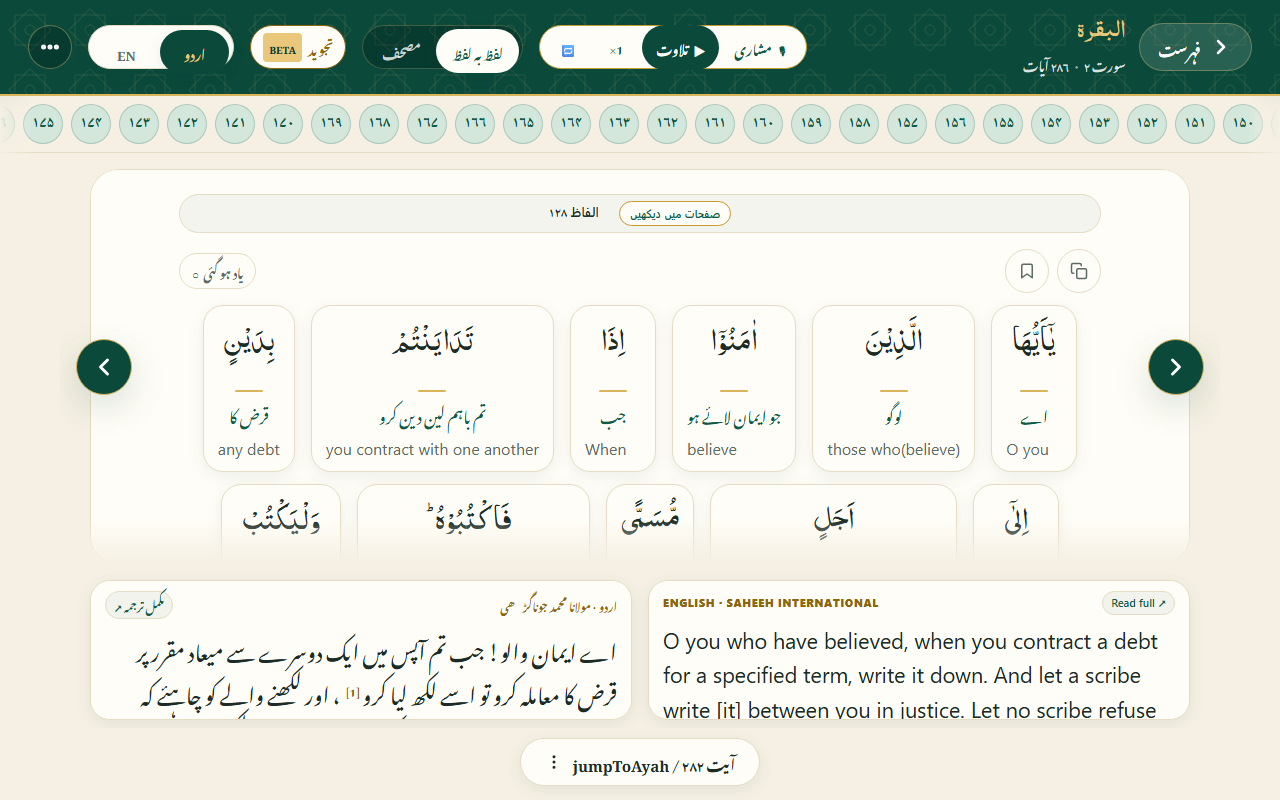 فہرست
البقرة
سورت ۲ · ۲۸۶ آیات
مشاری
▶ تلاوت
×۱
لفظ بہ لفظ
مصحف
تجوید BETA
اردو
EN
۱۵۰ ۱۵۱ ۱۵۲ ۱۵۳ ۱۵۴ ۱۵۵ ۱۵۶ ۱۵۷ ۱۵۸ ۱۵۹ ۱۶۰ ۱۶۱ ۱۶۲ ۱۶۳ ۱۶۴ ۱۶۵ ۱۶۶ ۱۶۷ ۱۶۸ ۱۶۹ ۱۷۰ ۱۷۱ ۱۷۲ ۱۷۳ ۱۷۴ ۱۷۵
صفحات میں دیکھیں
۱۲۸ الفاظ
یاد ہو گئی ○
يٰٓاَيُّهَا الَّذِيْنَ اٰمَنُوْٓا اِذَا تَدَايَنْتُمْ بِدَيْنٍ
اے لوگو جو ایمان لائے ہو جب تم باہم لین دین کرو قرض کا
O you those who(believe) believe When you contract with one another any debt
اِلٰٓى اَجَلٍ مُّسَمًّى فَاكْتُبُوْهُ ؕ وَلْيَكْتُبْ
اردو · مولانا محمد جوناگڑھی
مکمل ترجمہ ↗
اے ایمان والو! جب تم آپس میں ایک دوسرے سے میعاد مقرر پر
قرض کا معاملہ کرو تو اسے لکھ لیا کرو [1] ، اور لکھنے والے کو چاہئے کہ
ENGLISH · SAHEEH INTERNATIONAL
Read full ↗
O you who have believed, when you contract a debt
for a specified term, write it down. And let a scribe
write [it] between you in justice. Let no scribe refuse
آیت ۲۸۲ / jumpToAyah